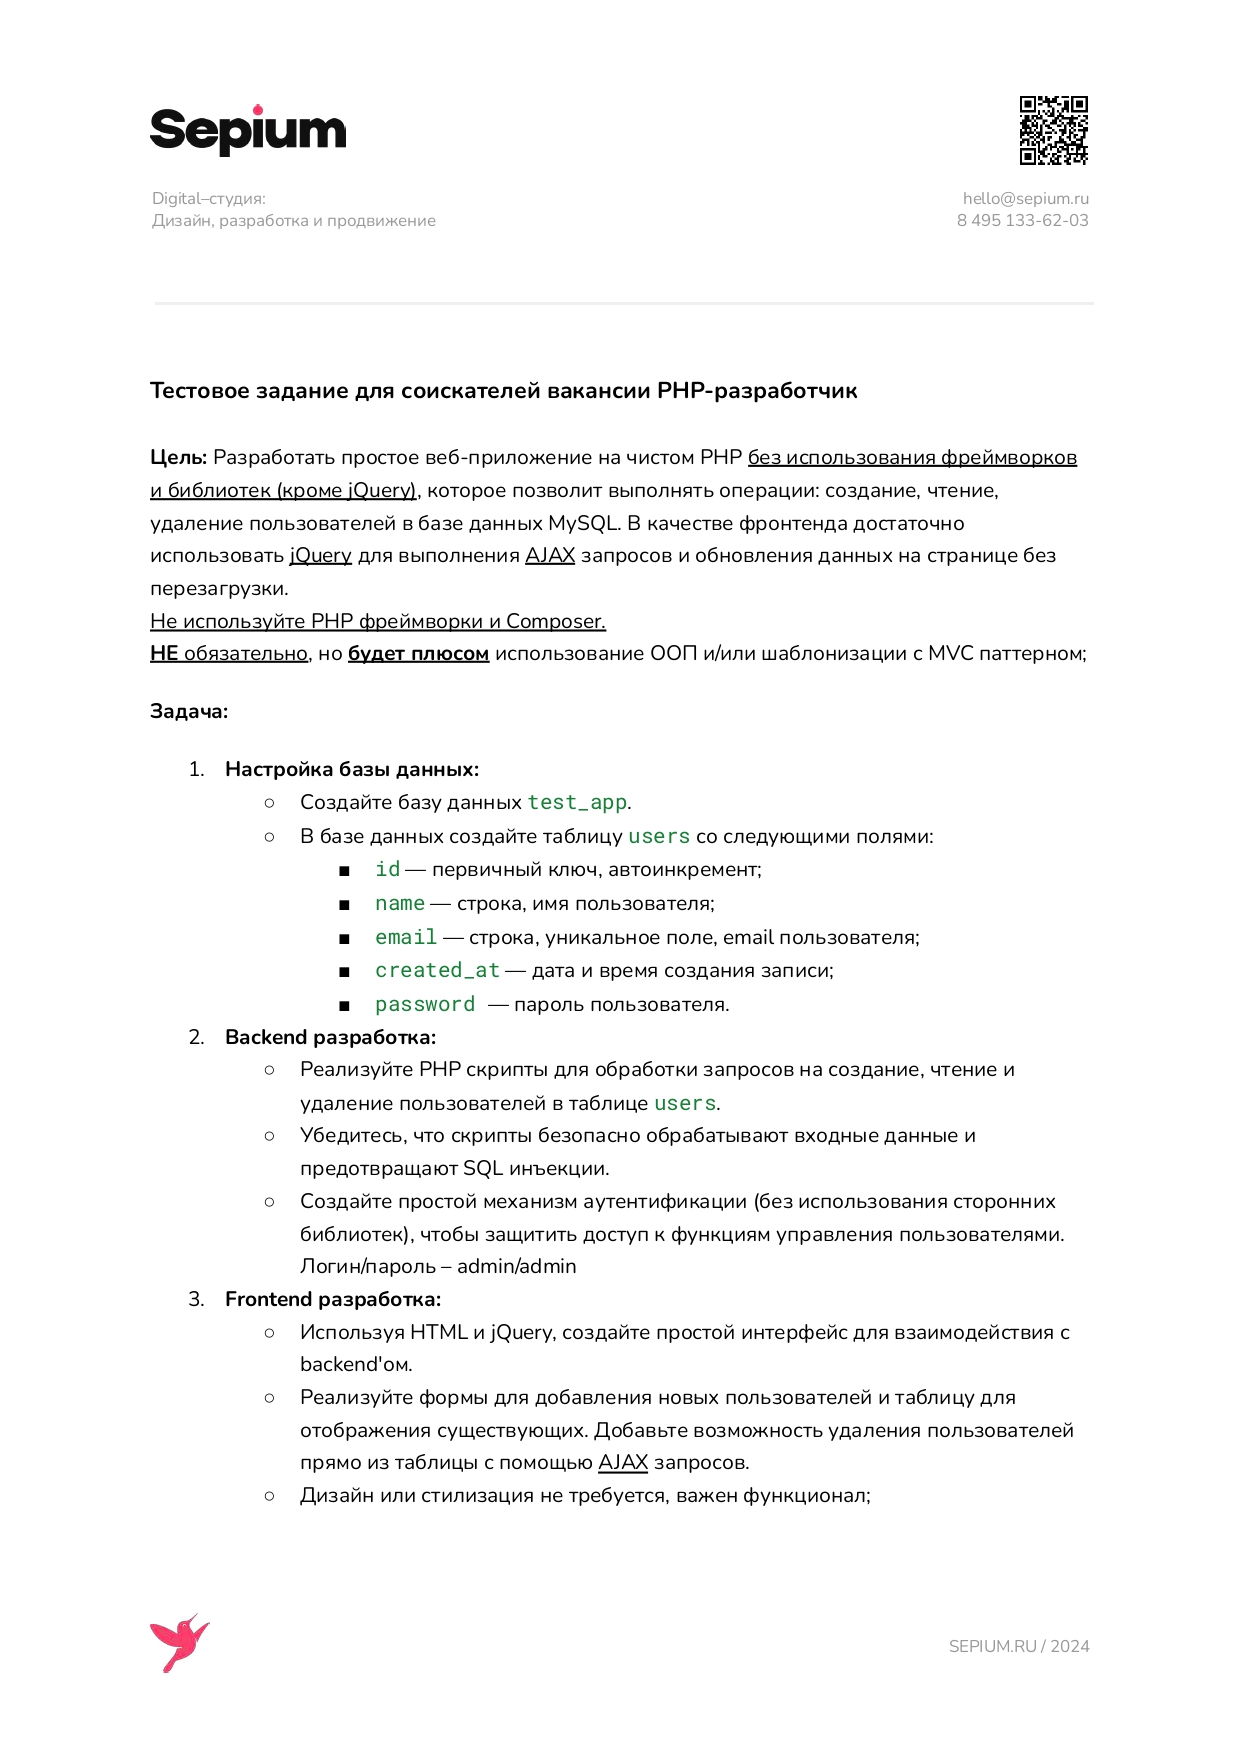 Sepium
Digital–студия:
Дизайн, разработка и продвижение
hello@sepium.ru
8 495 133-62-03
Тестовое задание для соискателей вакансии PHP-разработчик
Цель: Разработать простое веб-приложение на чистом PHP без использования фреймворков
и библиотек (кроме jQuery), которое позволит выполнять операции: создание, чтение,
удаление пользователей в базе данных MySQL. В качестве фронтенда достаточно
использовать jQuery для выполнения AJAX запросов и обновления данных на странице без
перезагрузки.
Не используйте PHP фреймворки и Composer.
НЕ обязательно, но будет плюсом использование ООП и/или шаблонизации с MVC паттерном;
Задача:
1. Настройка базы данных:
○ Создайте базу данных test_app.
○ В базе данных создайте таблицу users со следующими полями:
■ id — первичный ключ, автоинкремент;
■ name — строка, имя пользователя;
■ email — строка, уникальное поле, email пользователя;
■ created_at — дата и время создания записи;
■ password — пароль пользователя.
2. Backend разработка:
○ Реализуйте PHP скрипты для обработки запросов на создание, чтение и
удаление пользователей в таблице users.
○ Убедитесь, что скрипты безопасно обрабатывают входные данные и
предотвращают SQL инъекции.
○ Создайте простой механизм аутентификации (без использования сторонних
библиотек), чтобы защитить доступ к функциям управления пользователями.
Логин/пароль – admin/admin
3. Frontend разработка:
○ Используя HTML и jQuery, создайте простой интерфейс для взаимодействия с
backend'ом.
○ Реализуйте формы для добавления новых пользователей и таблицу для
отображения существующих. Добавьте возможность удаления пользователей
прямо из таблицы с помощью AJAX запросов.
○ Дизайн или стилизация не требуется, важен функционал;
SEPIUM.RU / 2024